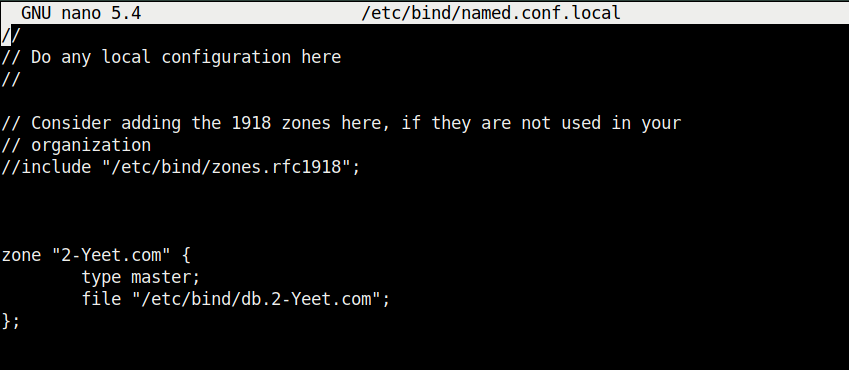 GNU nano 5.4 /etc/bind/named.conf.local
//
// Do any local configuration here
//
// Consider adding the 1918 zones here, if they are not used in your
// organization
//include "/etc/bind/zones.rfc1918";
zone "2-Yeet.com" {
type master;
file "/etc/bind/db.2-Yeet.com";
};